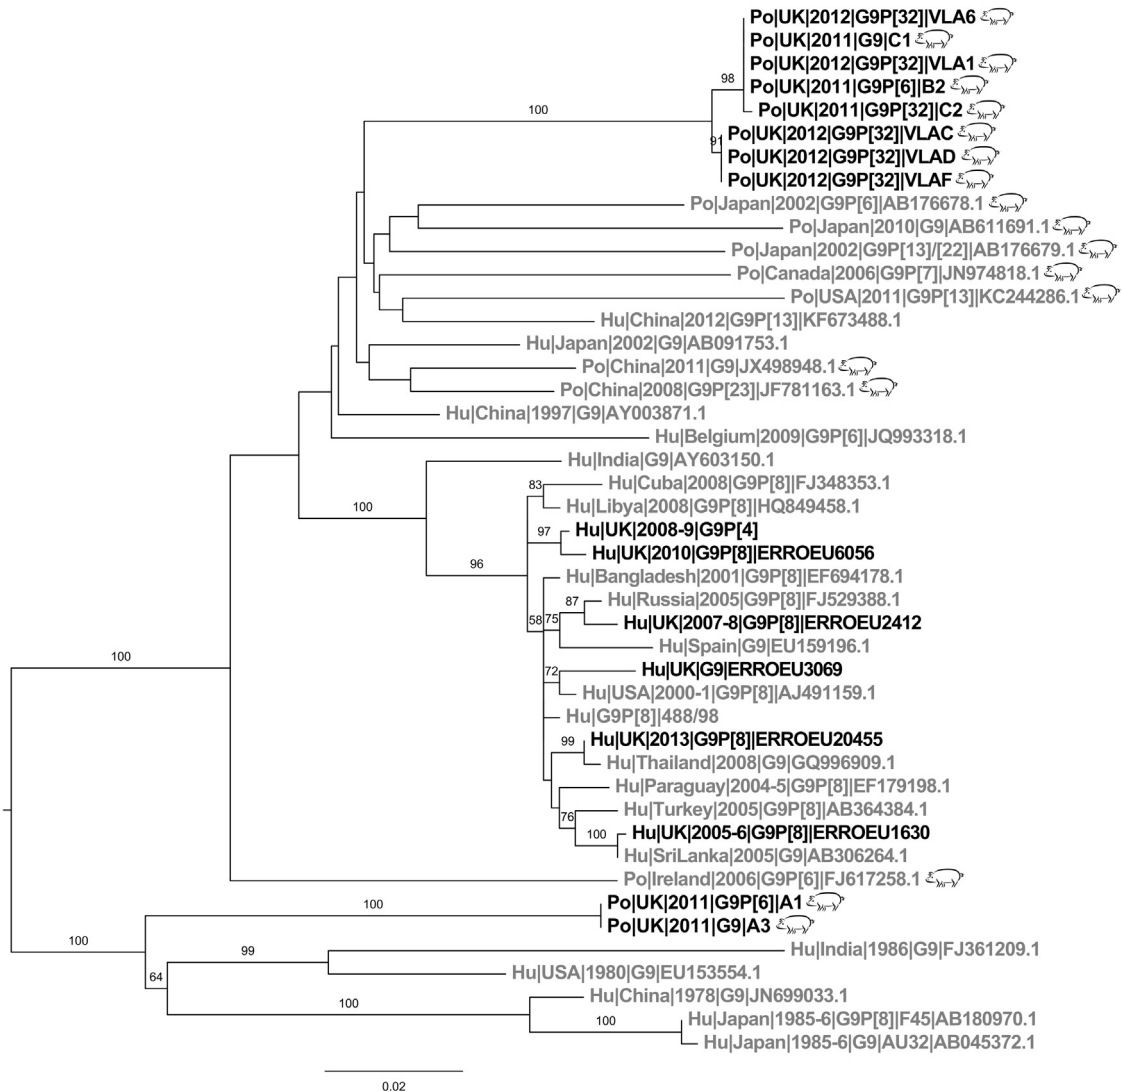 Po|UK|2012|G9P[32]|VLA6
Po|UK|2011|G9|C1
Po|UK|2012|G9P[32]||VLA1
98
Po|UK|2011|G9P[6]|B2
Po|UK|2011|G9P[32]|C2
100
91
Po|UK|2012|G9P[32]|VLAC
Po|UK|2012|G9P[32]|VLAD
Po|UK|2012|G9P[32]||VLAF
Po|Japan|2002|G9P[6]|AB176678.1
Po|Japan|2010|G9|AB611691.1
Po|Japan|2002|G9P[13]/[22]|AB176679.1
Po|Canada|2006|G9P[7]|JN974818.1
Po|USA|2011|G9P[13]|KC244286.1
Hu|China|2012|G9P[13]|KF673488.1
Hu|Japan|2002|G9|AB091753.1
Po|China|2011|G9|JX498948.1
Po|China|2008|G9P[23]|JF781163.1
Hu|China|1997|G9|AY003871.1
Hu|Belgium|2009|G9P[6]|JQ993318.1
Hu|India|G9|AY603150.1
83
Hu|Cuba|2008|G9P[8]|FJ348353.1
100
Hu|Libya|2008|G9P[8]|HQ849458.1
97
Hu|UK|2008-9|G9P[4]
Hu|UK|2010|G9P[8]|ERROEU6056
96
Hu|Bangladesh|2001|G9P[8]|EF694178.1
87
Hu|Russia|2005|G9P[8]|FJ529388.1
58
75
Hu|UK|2007-8|G9P[8]|ERROEU2412
Hu|Spain|G9|EU159196.1
100
72
Hu|UK|G9|ERROEU3069
Hu|USA|2000-1|G9P[8]|AJ491159.1
Hu|G9P[8]|488/98
99
Hu|UK|2013|G9P[8]|ERROEU20455
Hu|Thailand|2008|G9|GQ996909.1
Hu|Paraguay|2004-5|G9P[8]|EF179198.1
Hu|Turkey|2005|G9P[8]|AB364384.1
76
100
Hu|UK|2005-6|G9P[8]|ERROEU1630
Hu|SriLanka|2005|G9|AB306264.1
Po|Ireland|2006|G9P[6]|FJ617258.1
100
Po|UK|2011|G9P[6]|A1
Po|UK|2011|G9|A3
100
99
Hu|India|1986|G9|FJ361209.1
64
Hu|USA|1980|G9|EU153554.1
Hu|China|1978|G9|JN699033.1
100
100
Hu|Japan|1985-6|G9P[8]|F45|AB180970.1
Hu|Japan|1985-6|G9|AU32|AB045372.1
0.02